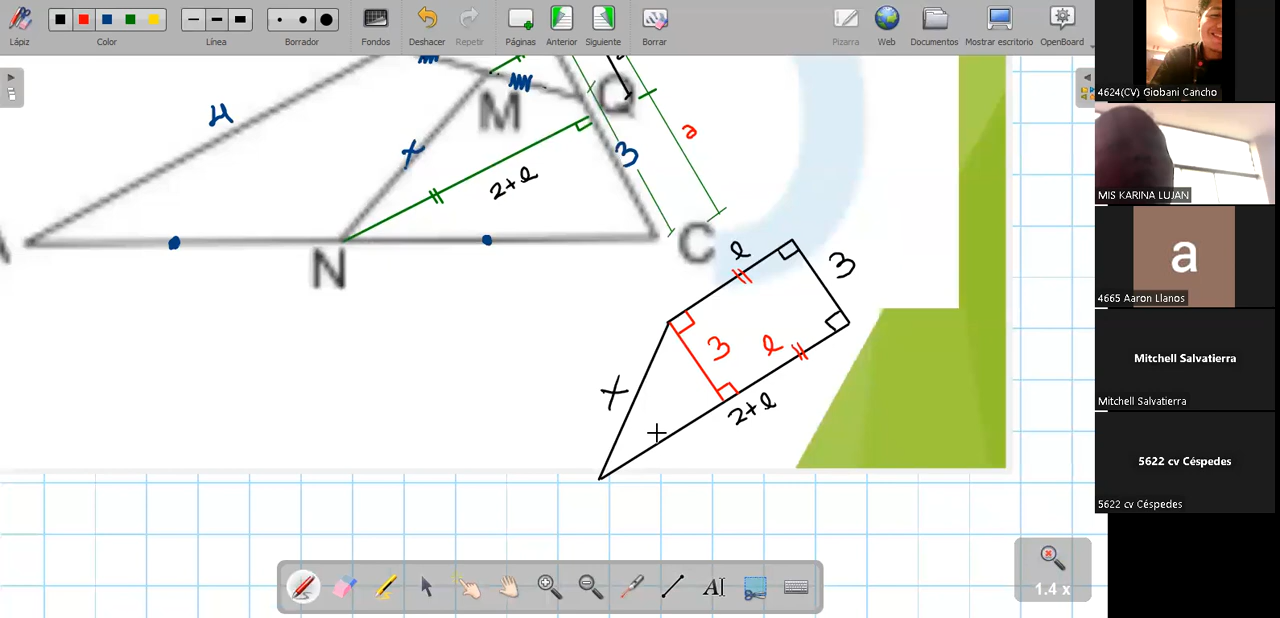 Lápiz
Color
Línea
Borrador
Fondos
Deshacer
Repetir
Páginas
Anterior
Siguiente
Borrar
Pizarra
Web
Documentos
Mostrar escritorio
OpenBoard
4
x
M
Q
2+l
3
a
N
C
l
3
3
l
x
2+l
1.4 x
4624(CV) Giobani Cancho
MIS KARINA LUJAN
a
4665 Aaron Llanos
Mitchell Salvatierra
Mitchell Salvatierra
5622 cv Céspedes
5622 cv Céspedes